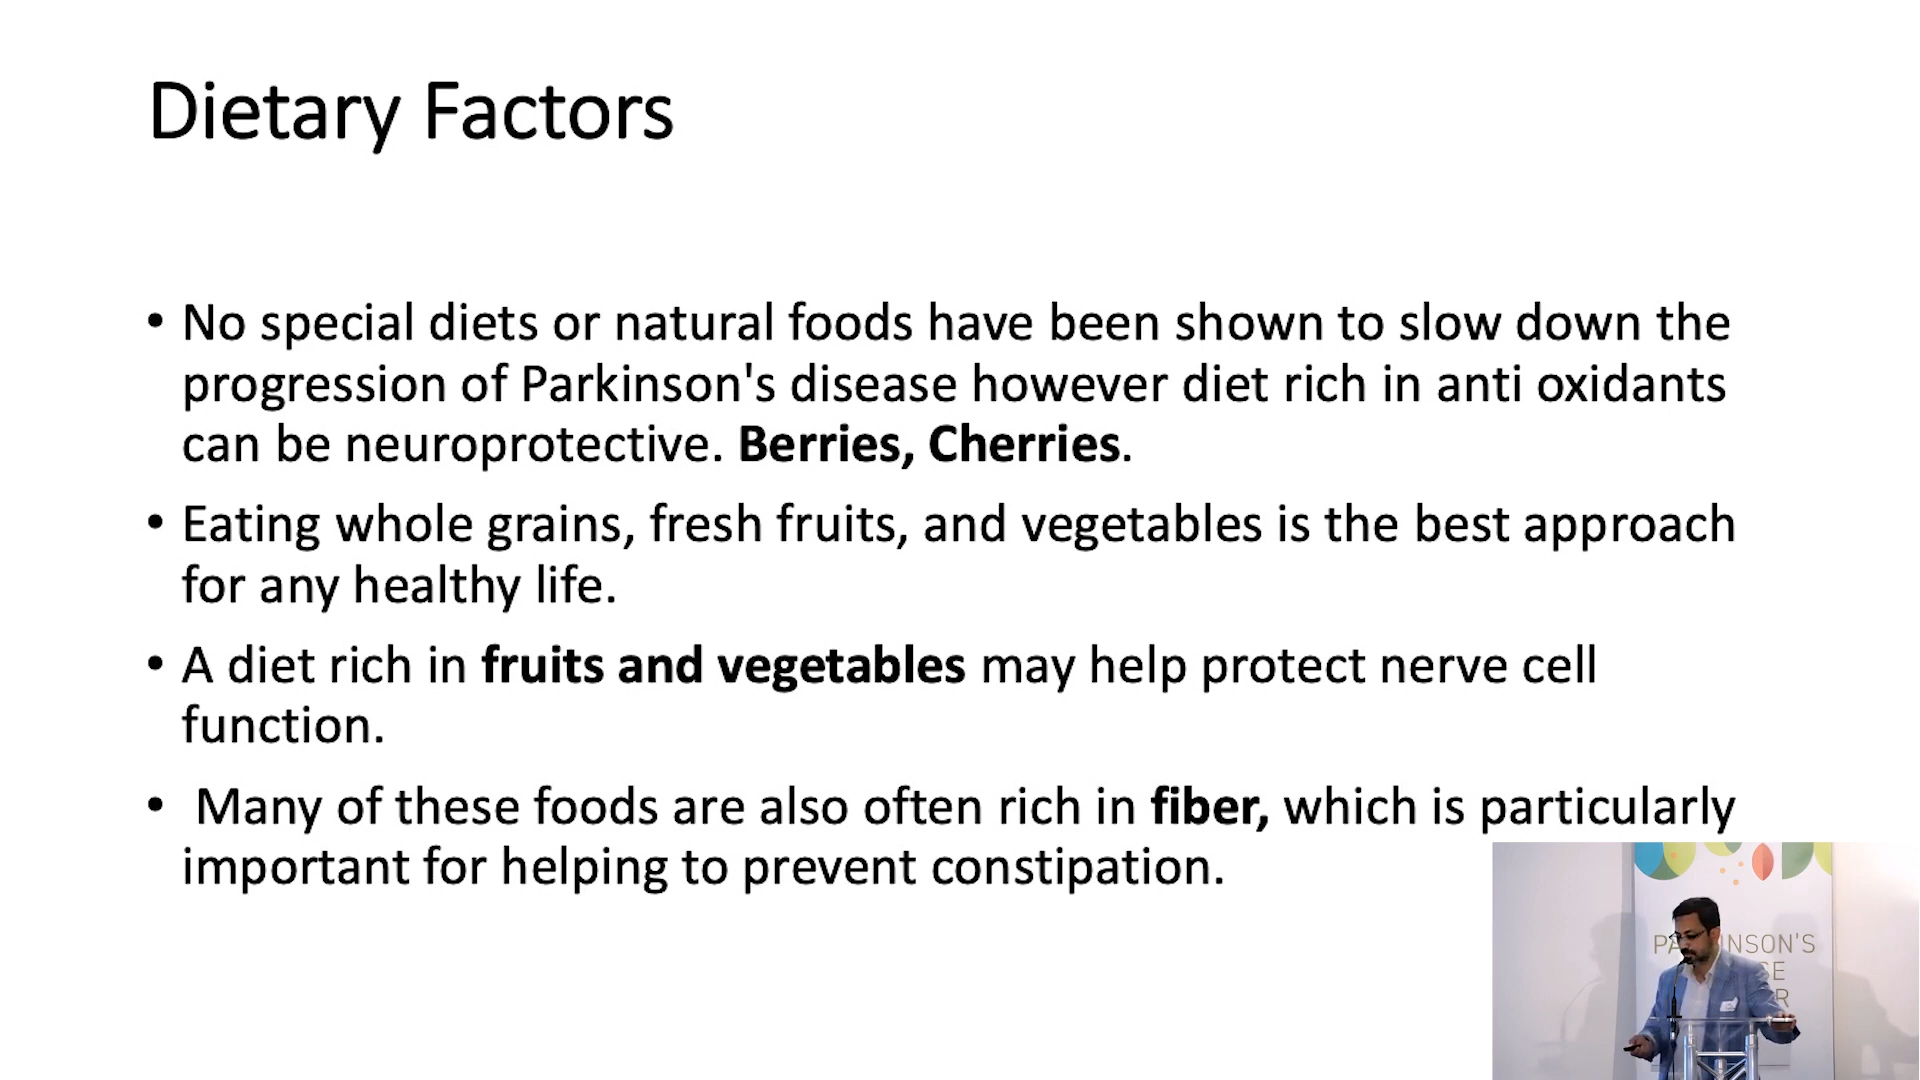 Dietary Factors
• No special diets or natural foods have been shown to slow down the
progression of Parkinson's disease however diet rich in anti oxidants
can be neuroprotective. Berries, Cherries.
• Eating whole grains, fresh fruits, and vegetables is the best approach
for any healthy life.
• A diet rich in fruits and vegetables may help protect nerve cell
function.
• Many of these foods are also often rich in fiber, which is particularly
important for helping to prevent constipation.